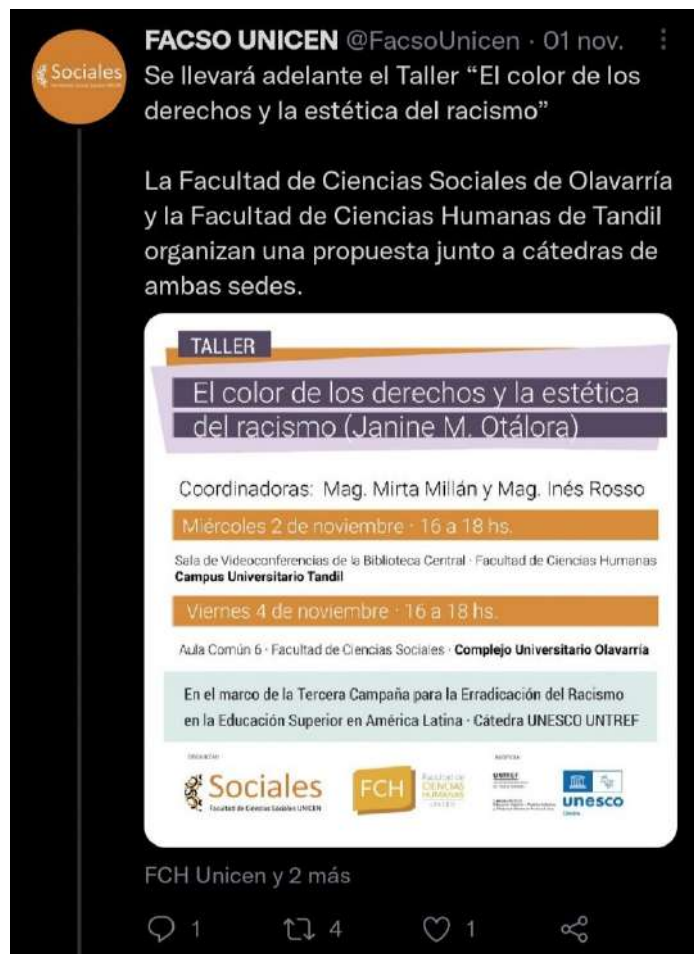 FACSO UNICEN @FacsoUnicen · 01 nov.
Se llevará adelante el Taller “El color de los
derechos y la estética del racismo”
La Facultad de Ciencias Sociales de Olavarría
y la Facultad de Ciencias Humanas de Tandil
organizan una propuesta junto a cátedras de
ambas sedes.
Sociales
TALLER
El color de los derechos y la estética
del racismo (Janine M. Otálora)
Coordinadoras: Mag. Mirta Millán y Mag. Inés Rosso
Miércoles 2 de noviembre · 16 a 18 hs.
Sala de Videoconferencias de la Biblioteca Central · Facultad de Ciencias Humanas
Campus Universitario Tandil
Viernes 4 de noviembre · 16 a 18 hs.
Aula Común 6 · Facultad de Ciencias Sociales · Complejo Universitario Olavarría
En el marco de la Tercera Campaña para la Erradicación del Racismo
en la Educación Superior en América Latina · Cátedra UNESCO UNTREF
Sociales
Facultad de Ciencias Sociales UNICEN
FCH
Facultad de
CIENCIAS
HUMANAS
UNICEN
UNTREF
unesco
FCH Unicen y 2 más
1 4 1